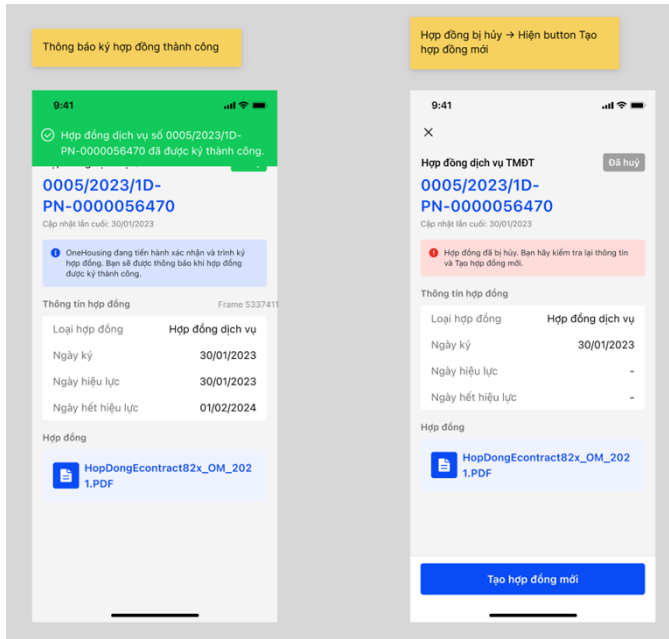 Thông báo ký hợp đồng thành công
9:41
Hợp đồng dịch vụ số 0005/2023/1D-
PN-0000056470 đã được ký thành công.
0005/2023/1D-
PN-0000056470
Cập nhật lần cuối: 30/01/2023
OneHousing đang tiến hành xác nhận và trình ký
hợp đồng. Bạn sẽ được thông báo khi hợp đồng
được ký thành công.
Thông tin hợp đồng Frame 5337411
Loại hợp đồng Hợp đồng dịch vụ
Ngày ký 30/01/2023
Ngày hiệu lực 30/01/2023
Ngày hết hiệu lực 01/02/2024
Hợp đồng
HopDongEcontract82x_OM_202
1.PDF
Hợp đồng bị hủy → Hiện button Tạo
hợp đồng mới
9:41
Hợp đồng dịch vụ TMĐT Đã huỷ
0005/2023/1D-
PN-0000056470
Cập nhật lần cuối: 30/01/2023
Hợp đồng đã bị hủy. Bạn hãy kiểm tra lại thông tin
và Tạo hợp đồng mới.
Thông tin hợp đồng
Loại hợp đồng Hợp đồng dịch vụ
Ngày ký 30/01/2023
Ngày hiệu lực -
Ngày hết hiệu lực -
Hợp đồng
HopDongEcontract82x_OM_202
1.PDF
Tạo hợp đồng mới